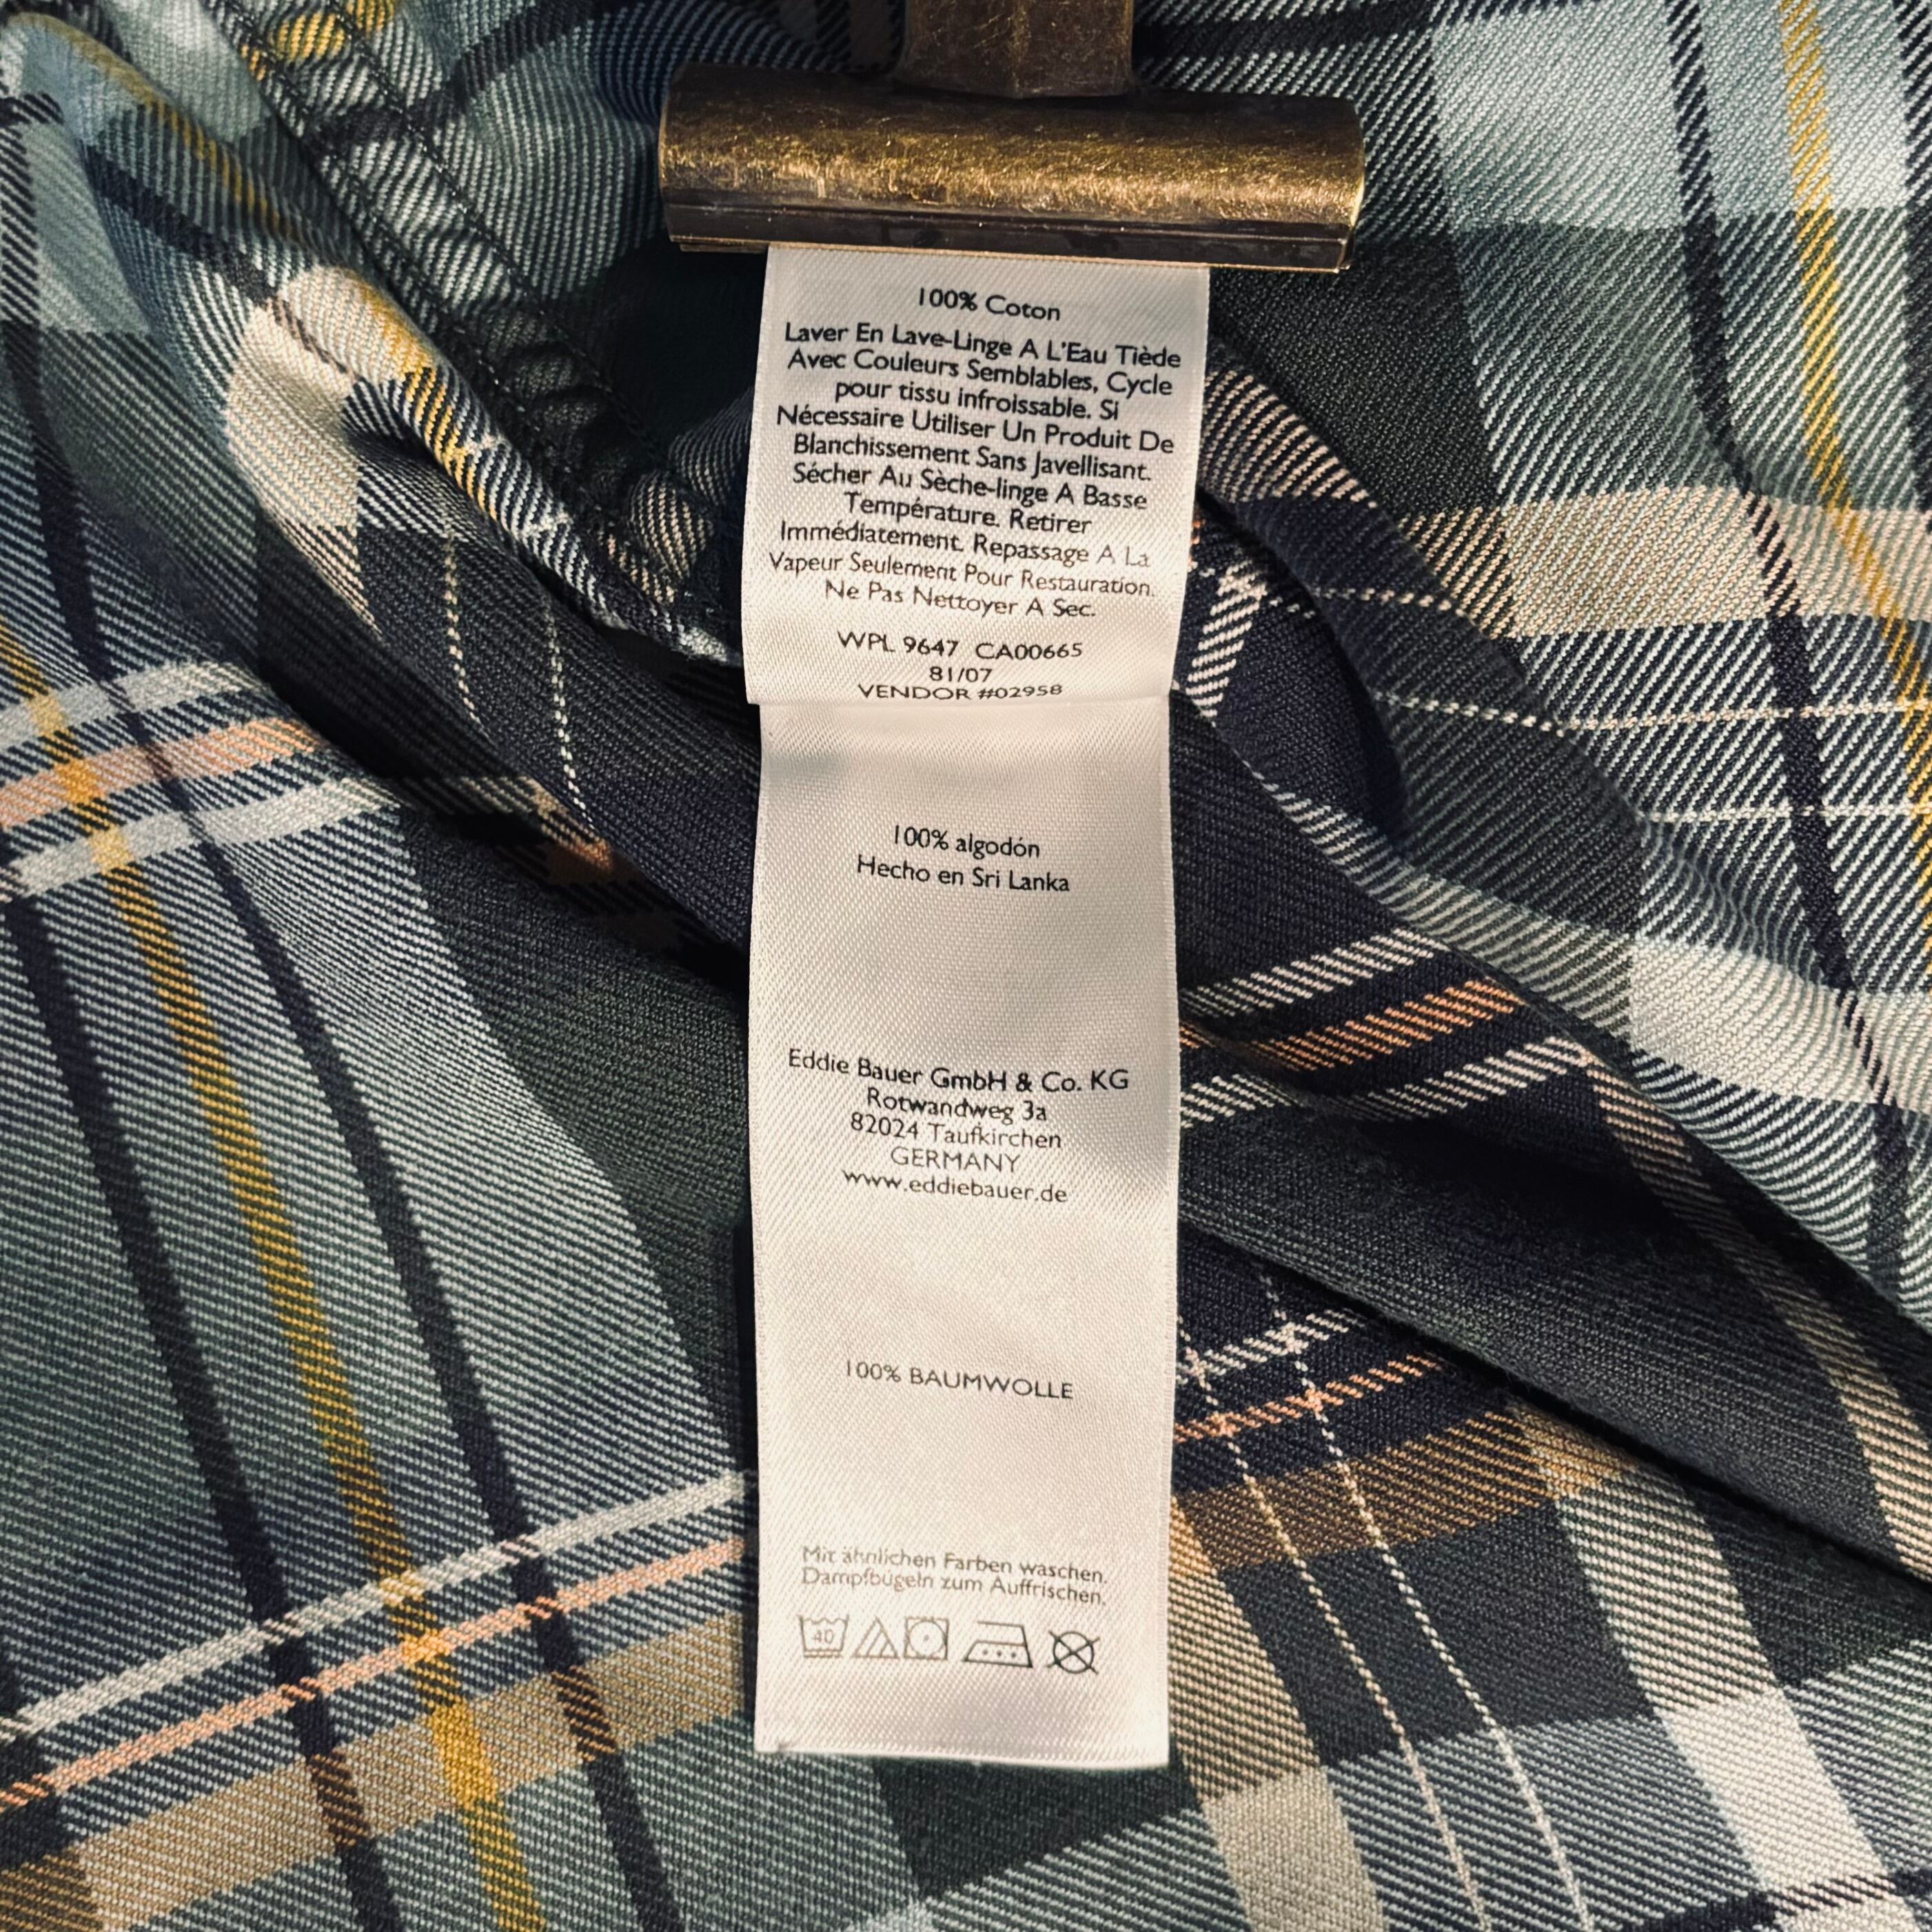 100% Coton
Laver En Lave-Linge A L'Eau Tiède
Avec Couleurs Semblables, Cycle
pour tissu infroissable. Si
Nécessaire Utiliser Un Produit De
Blanchissement Sans Javellisant.
Sécher Au Sèche-linge A Basse
Température. Retirer
Immédiatement. Repassage A La
Vapeur Seulement Pour Restauration.
Ne Pas Nettoyer A Sec.
WPL 9647 CA00665
81/07
VENDOR #02958
100% algodón
Hecho en Sri Lanka
Eddie Bauer GmbH & Co. KG
Rotwandweg 3a
82024 Taufkirchen
GERMANY
www.eddiebauer.de
100% BAUMWOLLE
Mit ähnlichen Farben waschen.
Dampfbügeln zum Auffrischen.
40